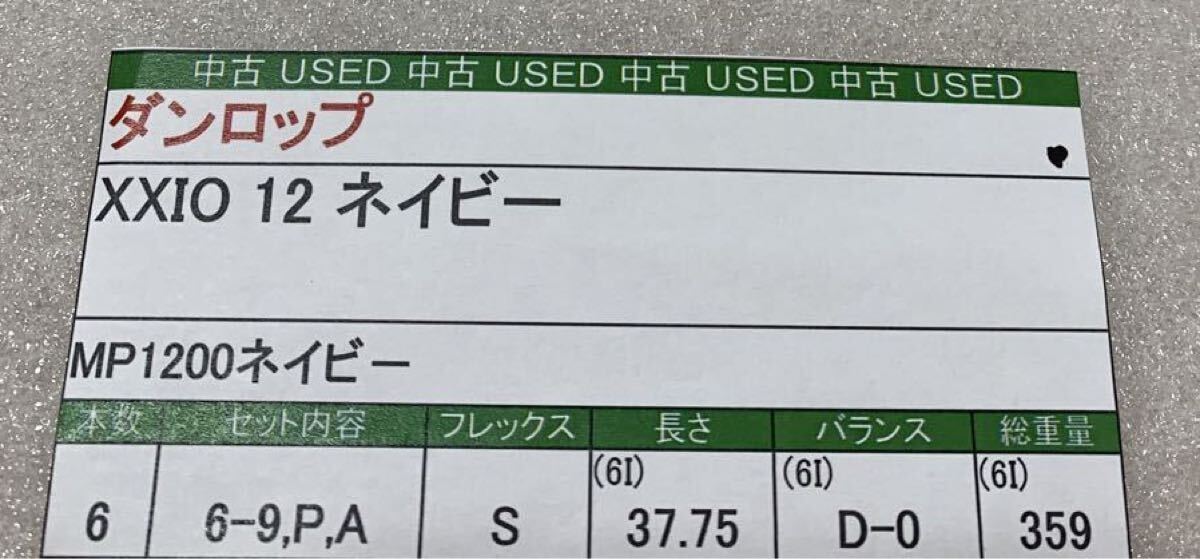 中古 USED 中古 USED 中古 USED 中古 USED
ダンロップ
XXIO 12 ネイビー
MP1200ネイビー
本数 セット内容 フレックス 長さ バランス 総重量
(6I) (6I) (6I)
6 6-9,P,A S 37.75 D-0 359